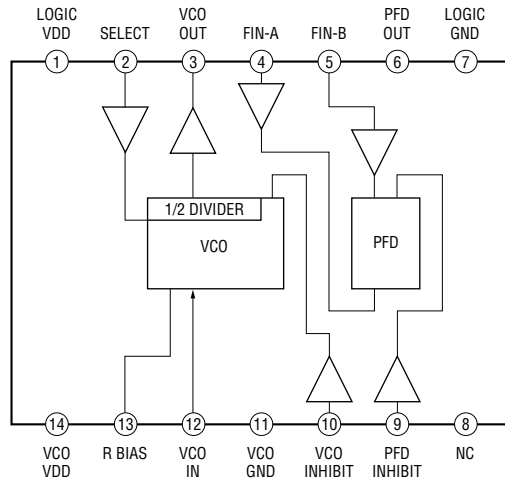 LOGIC VDD
SELECT
VCO OUT
FIN-A
FIN-B
PFD OUT
LOGIC GND
1
2
3
4
5
6
7
1/2 DIVIDER
VCO
PFD
14
13
12
11
10
9
8
VCO VDD
R BIAS
VCO IN
VCO GND
VCO INHIBIT
PFD INHIBIT
NC